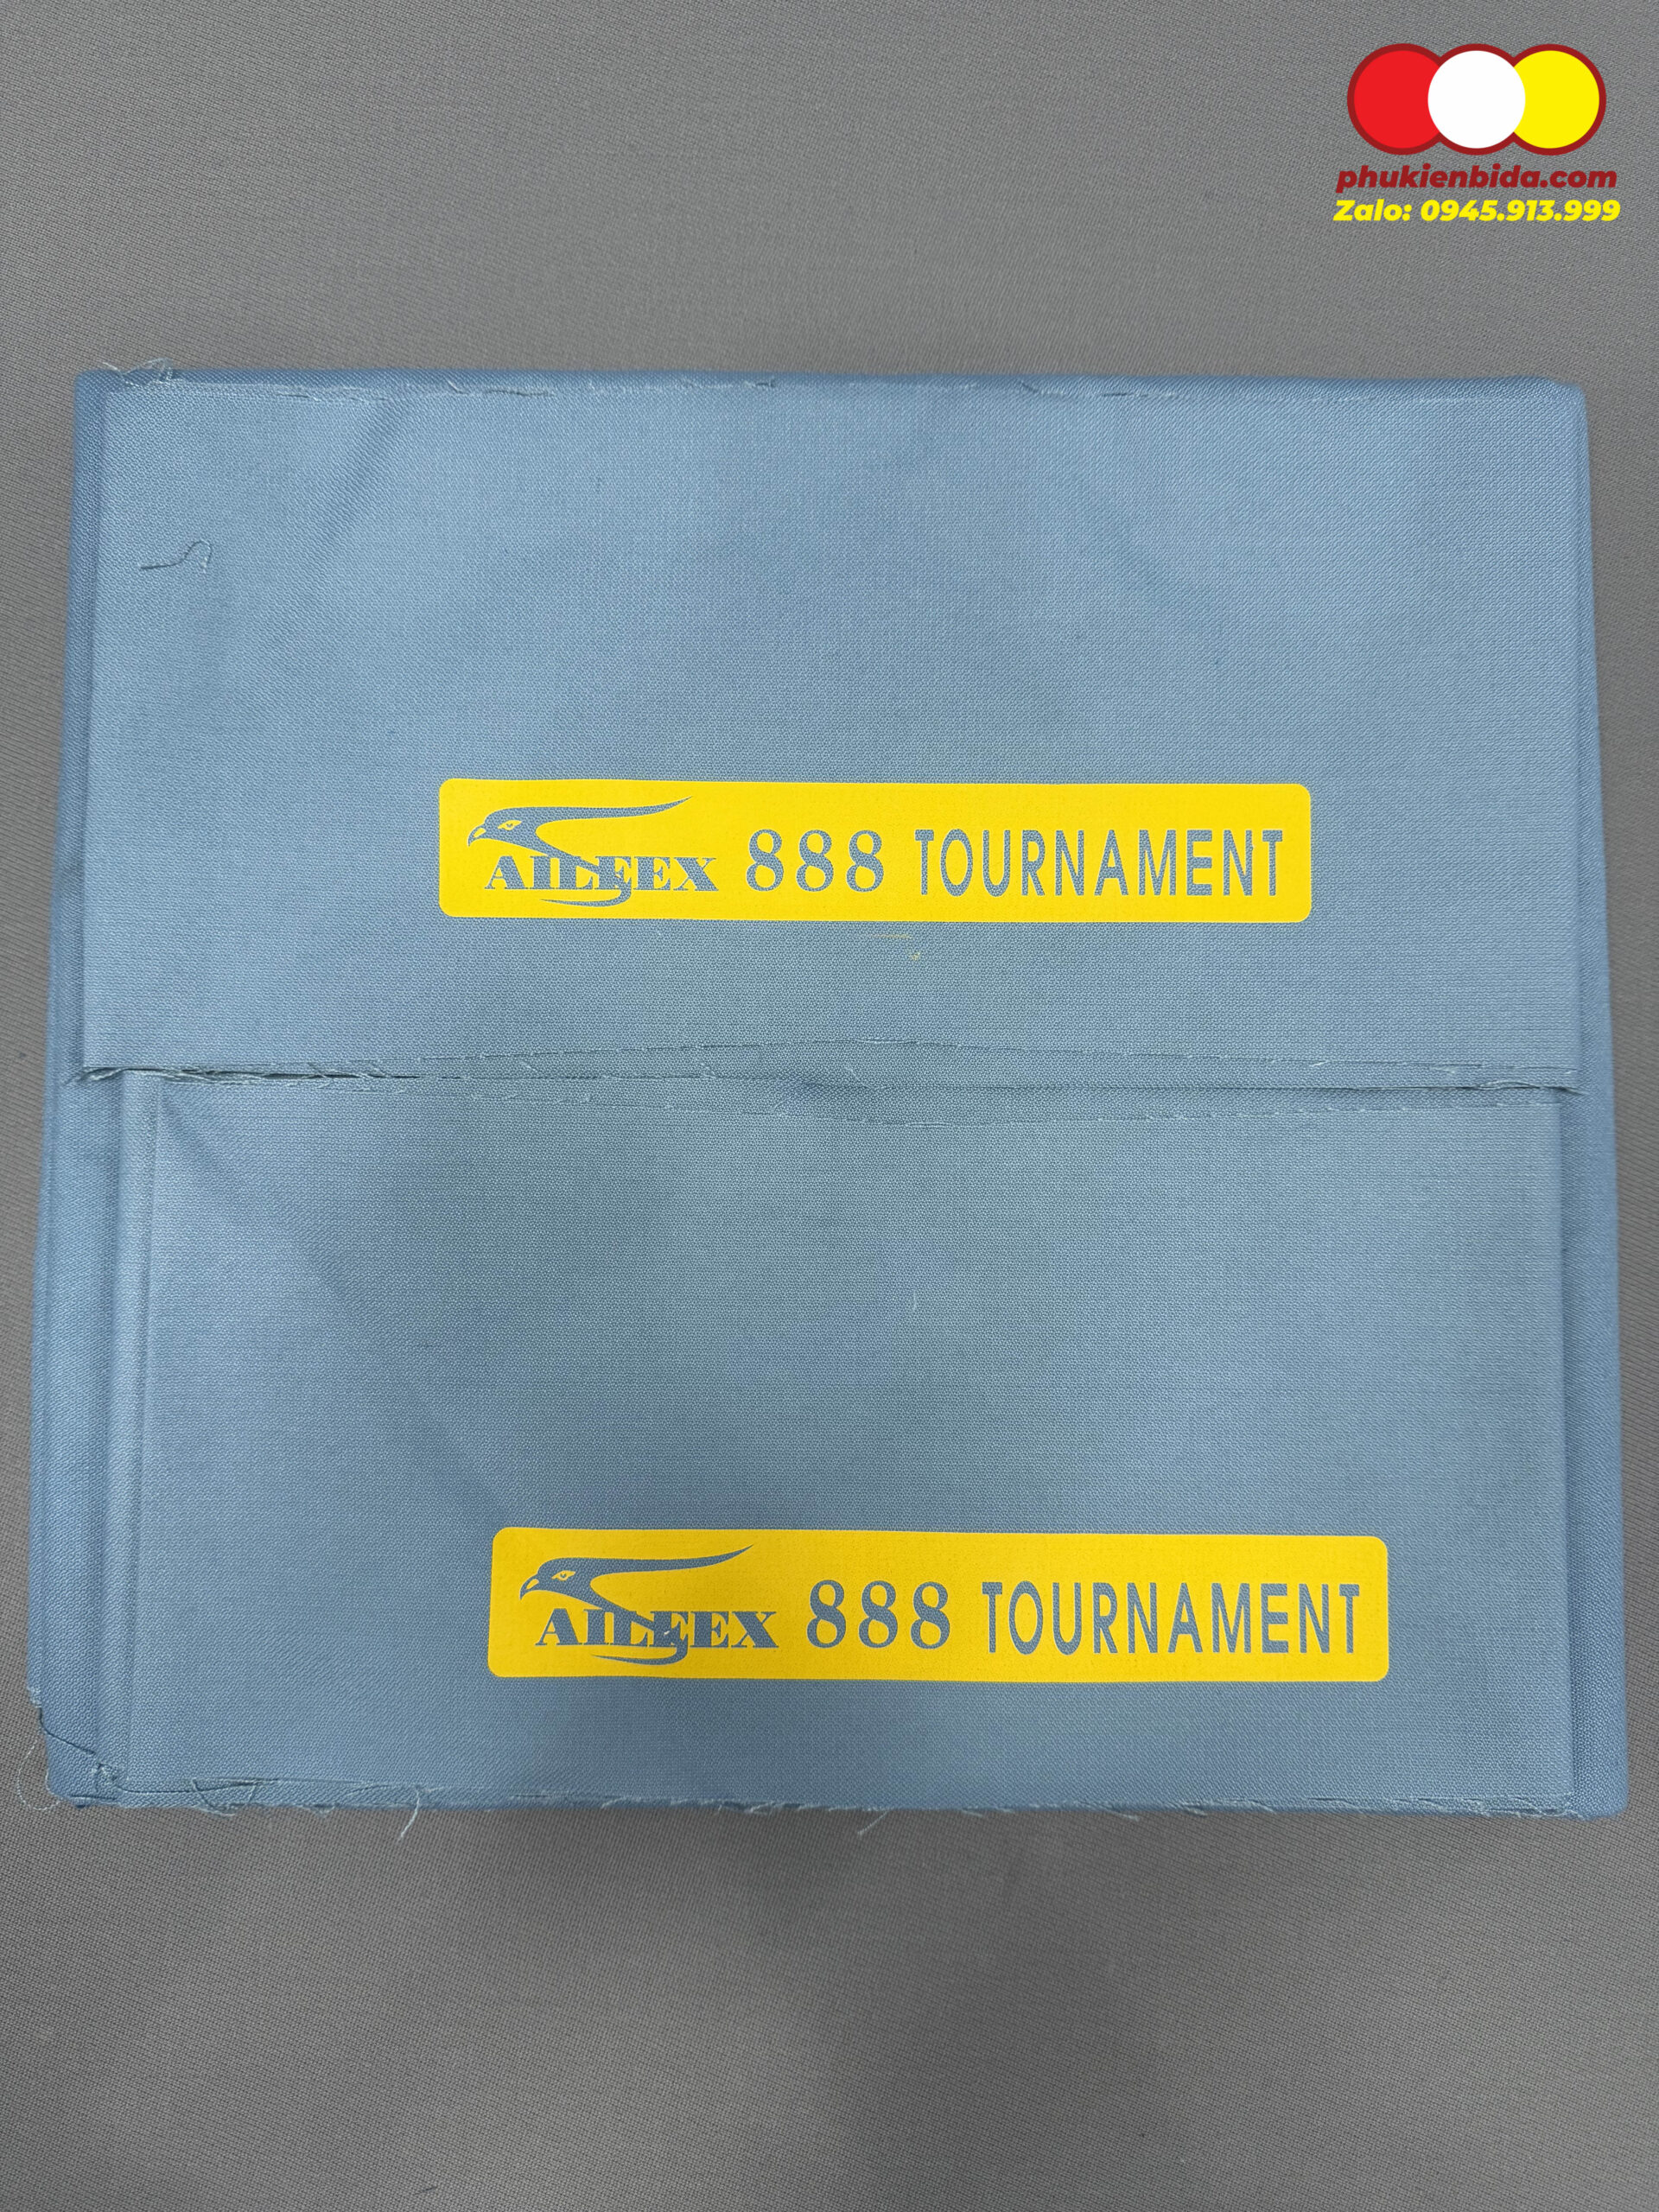 phukienbida.com
Zalo: 0945.913.999
AILEEX 888 TOURNAMENT
AILEEX 888 TOURNAMENT